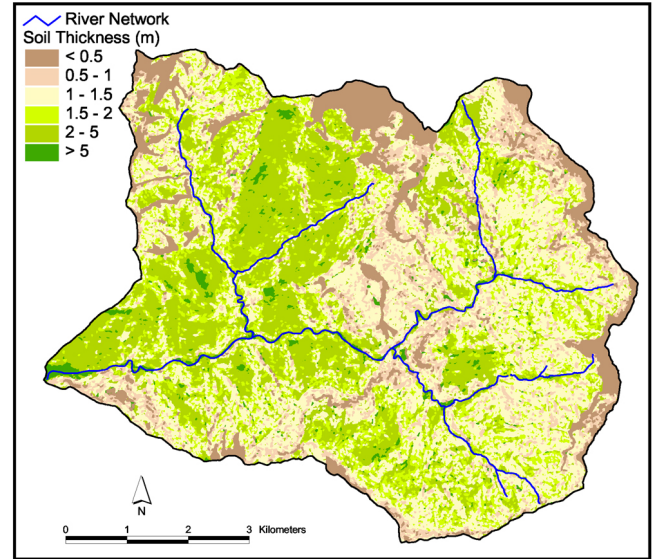 River Network
Soil Thickness (m)
< 0.5
0.5 - 1
1 - 1.5
1.5 - 2
2 - 5
> 5
N
0 1 2 3 Kilometers